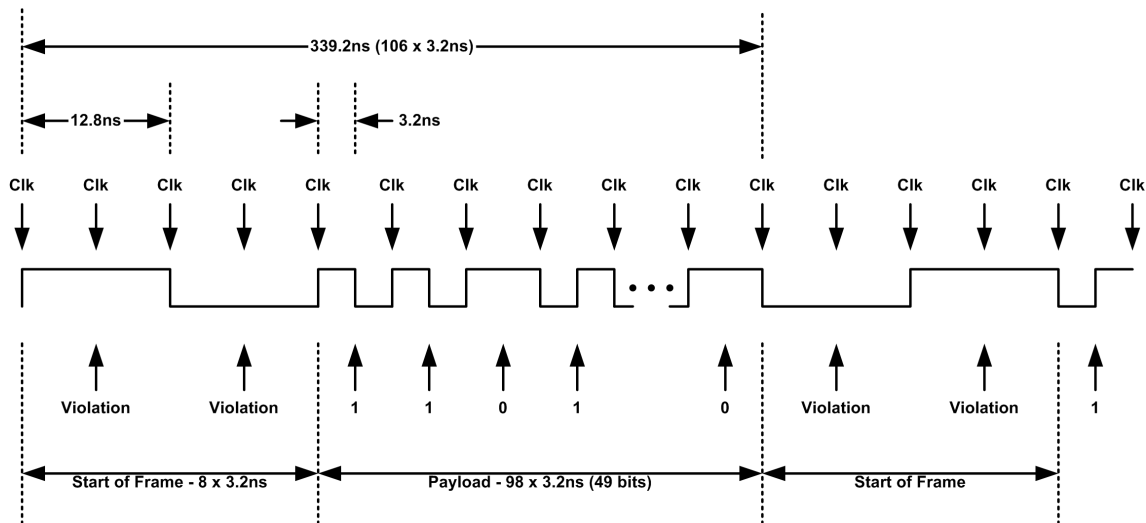 339.2ns (106 x 3.2ns)
12.8ns
3.2ns
Clk Clk Clk Clk Clk Clk Clk Clk Clk Clk Clk Clk Clk Clk Clk Clk
Violation Violation 1 1 0 1 0 Violation Violation 1
Start of Frame - 8 x 3.2ns Payload - 98 x 3.2ns (49 bits) Start of Frame